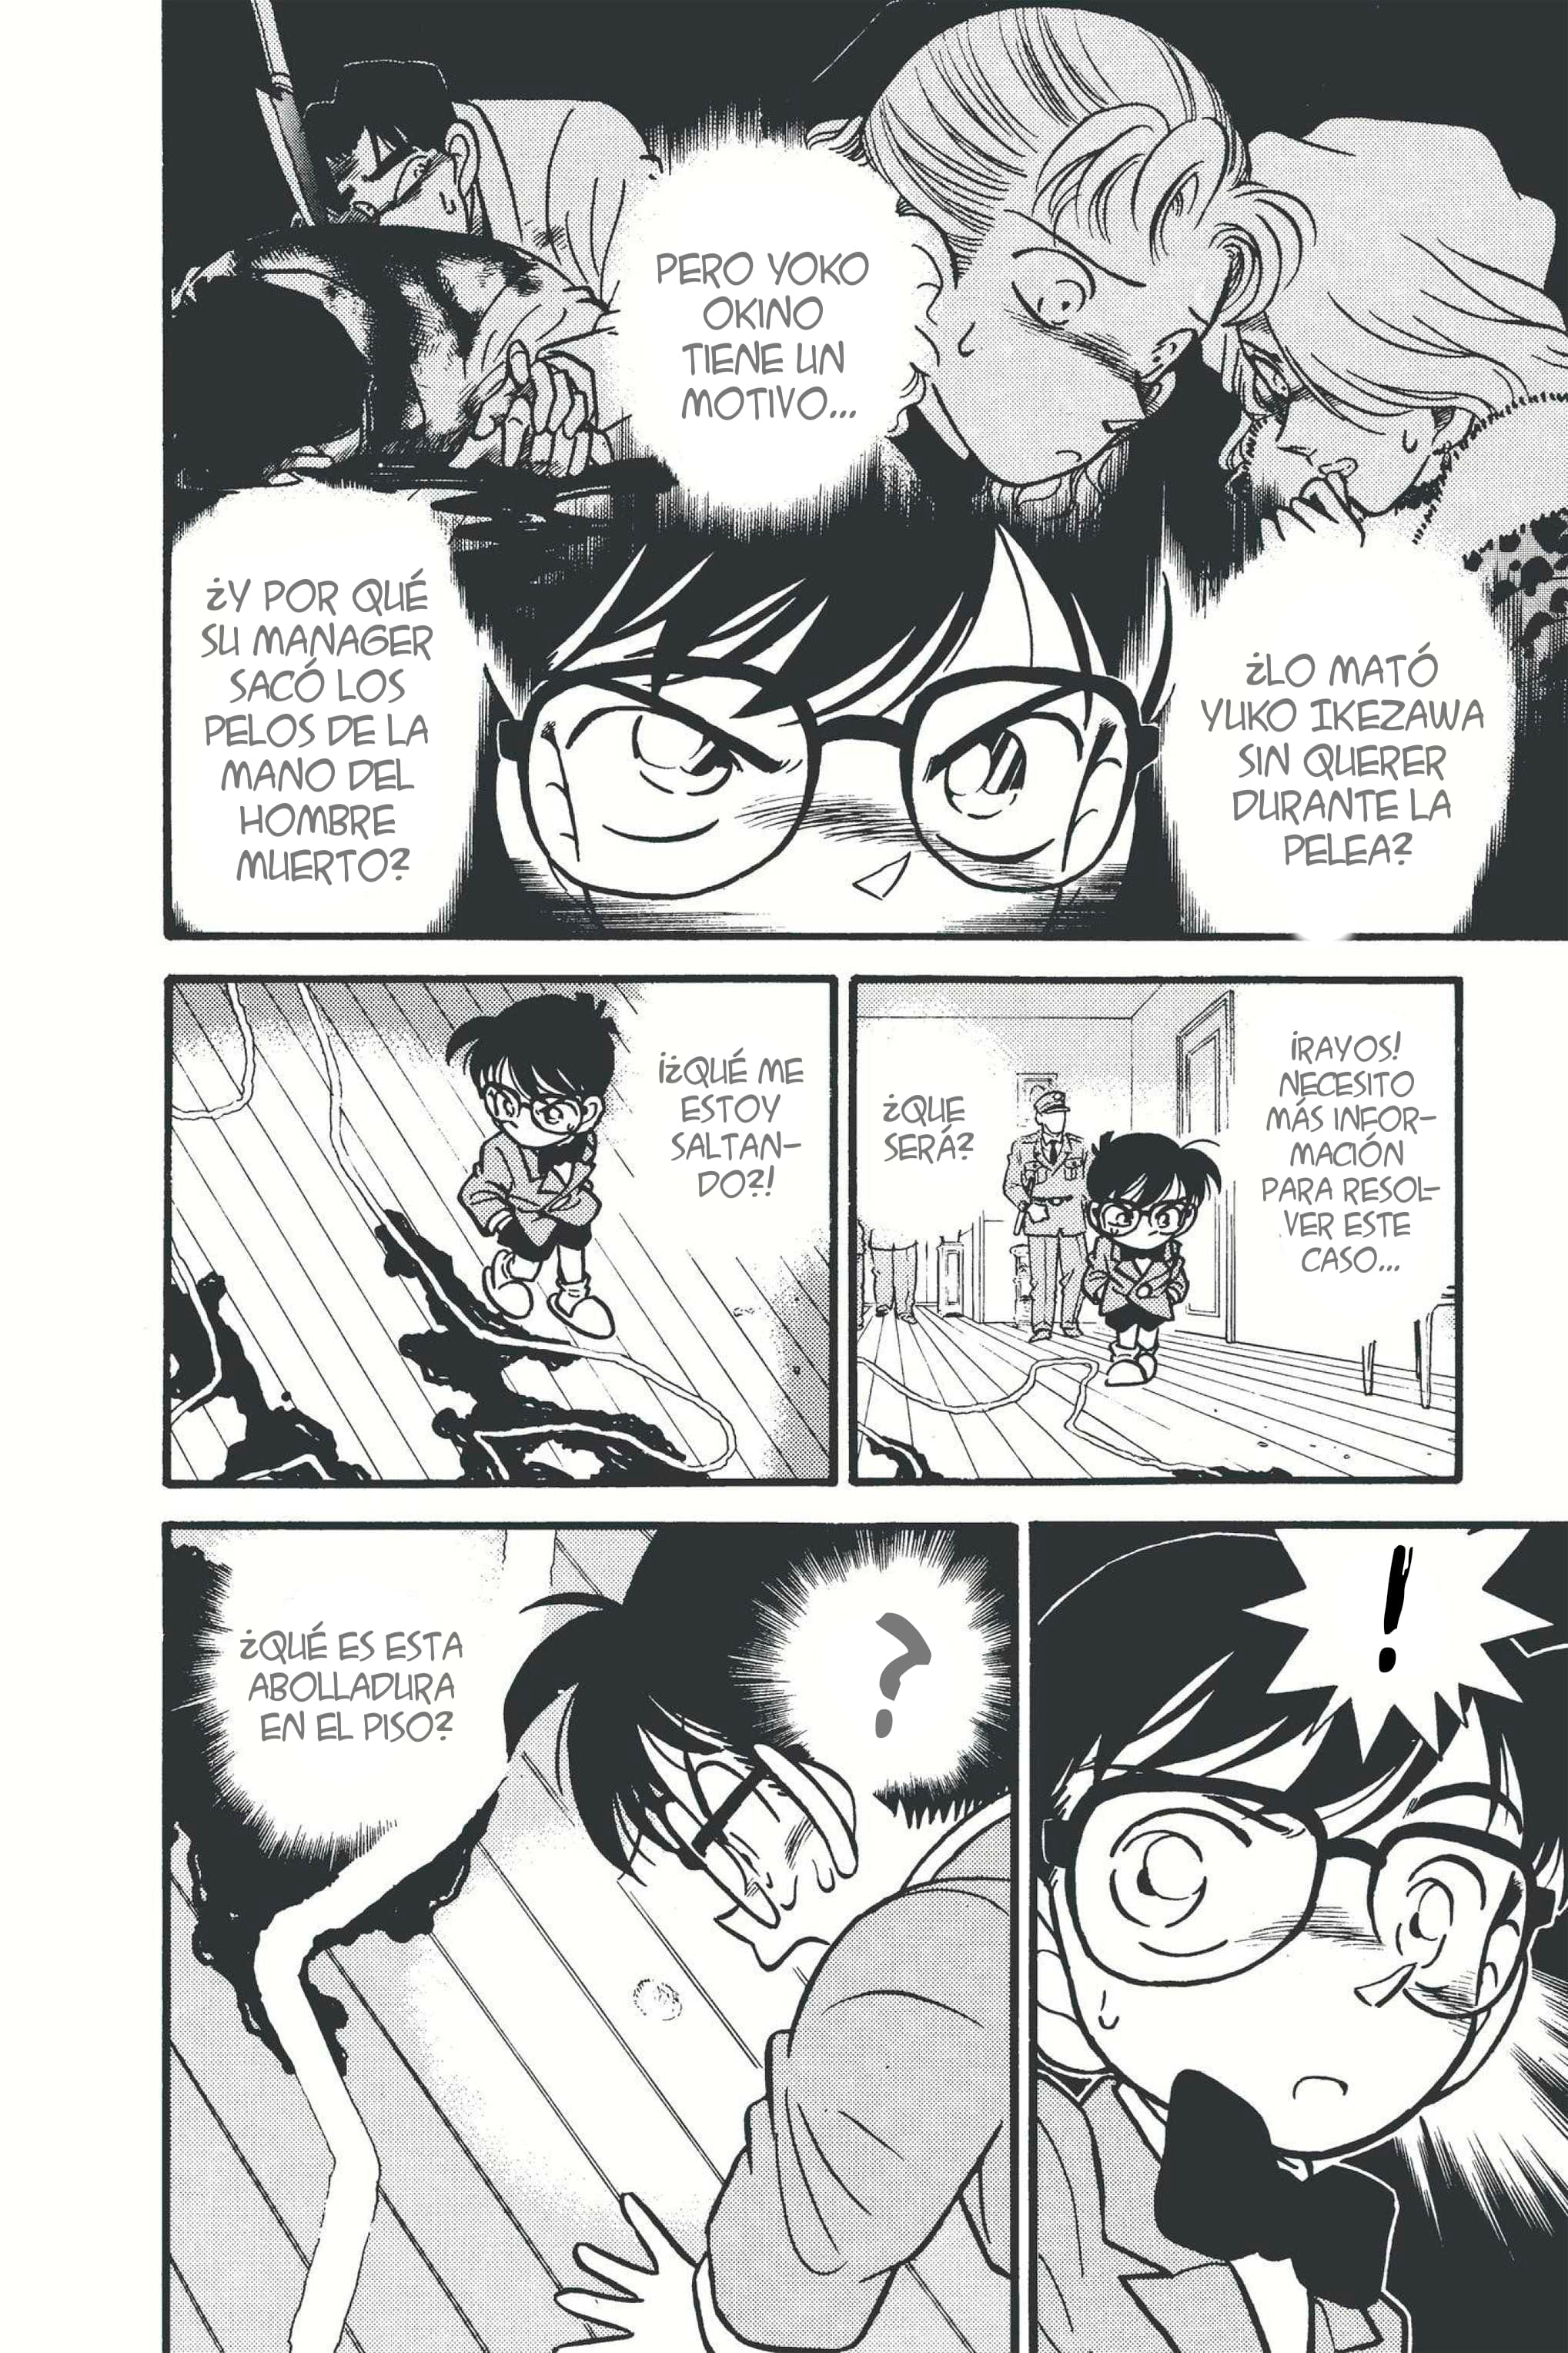 ¿LO MATÓ
YUKO IKEZAWA
SIN QUERER
DURANTE LA
PELEA?
PERO YOKO
OKINO
TIENE UN
MOTIVO...
¿Y POR QUÉ
SU MANAGER
SACÓ LOS
PELOS DE LA
MANO DEL
HOMBRE
MUERTO?
¡RAYOS!
NECESITO
MÁS INFOR-
MACIÓN
PARA RESOL-
VER ESTE
CASO...
¿QUE
SERÁ?
¡¿QUÉ ME
ESTOY
SALTAN-
DO?!
!
?
¿QUÉ ES ESTA
ABOLLADURA
EN EL PISO?